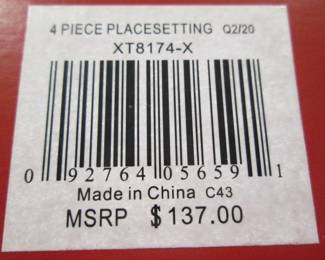 4 PIECE PLACESETTING Q2/20
XT8174-X
0 92764 05659 1
Made in China C43
MSRP $137.00